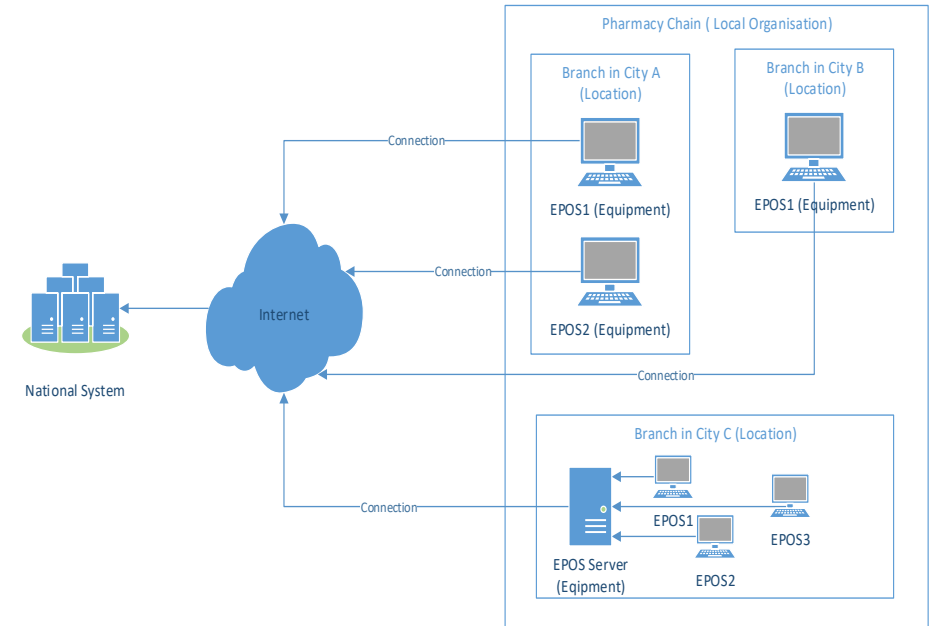 Pharmacy Chain ( Local Organisation)
Branch in City A
(Location)
Branch in City B
(Location)
Connection
EPOS1 (Equipment)
EPOS1 (Equipment)
Connection
Internet
EPOS2 (Equipment)
Connection
National System
Branch in City C (Location)
Connection
EPOS1
EPOS3
EPOS Server
(Eqipment)
EPOS2